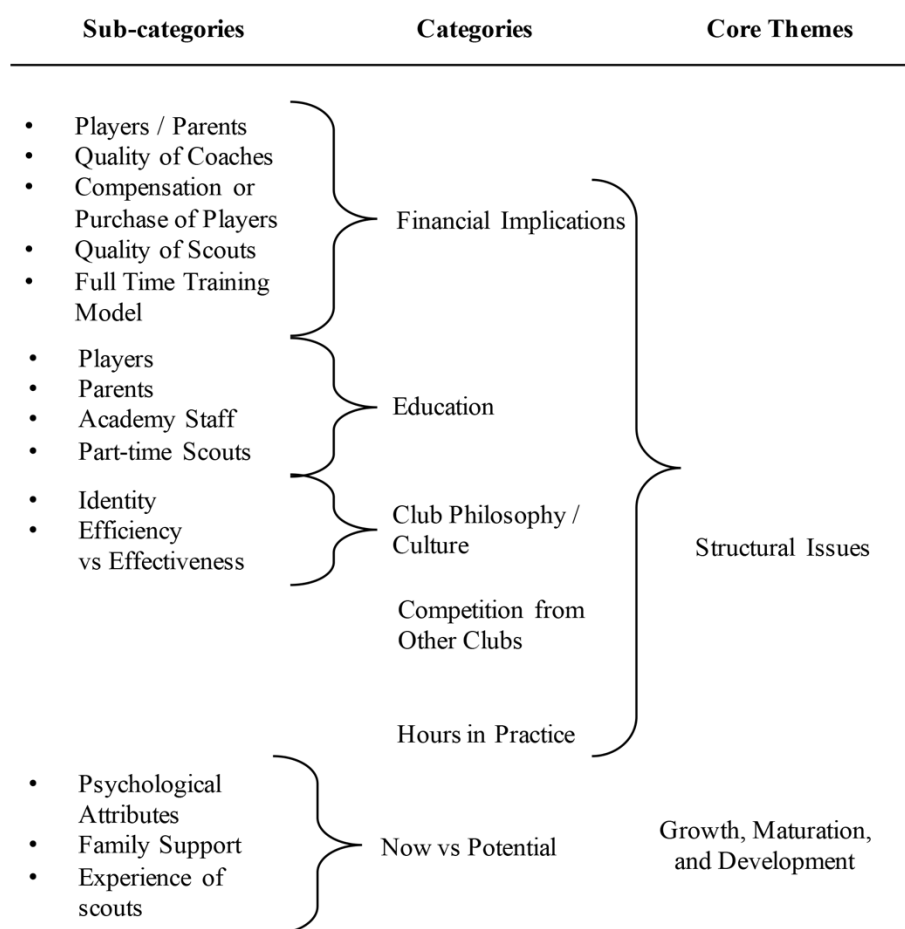 Sub-categories Categories Core Themes
• Players / Parents
• Quality of Coaches
• Compensation or
Purchase of Players
• Quality of Scouts
• Full Time Training
Model
Financial Implications
• Players
• Parents
• Academy Staff
• Part-time Scouts
Education
• Identity
• Efficiency
vs Effectiveness
Club Philosophy /
Culture
Competition from
Other Clubs
Hours in Practice
Structural Issues
• Psychological
Attributes
• Family Support
• Experience of
scouts
Now vs Potential
Growth, Maturation,
and Development